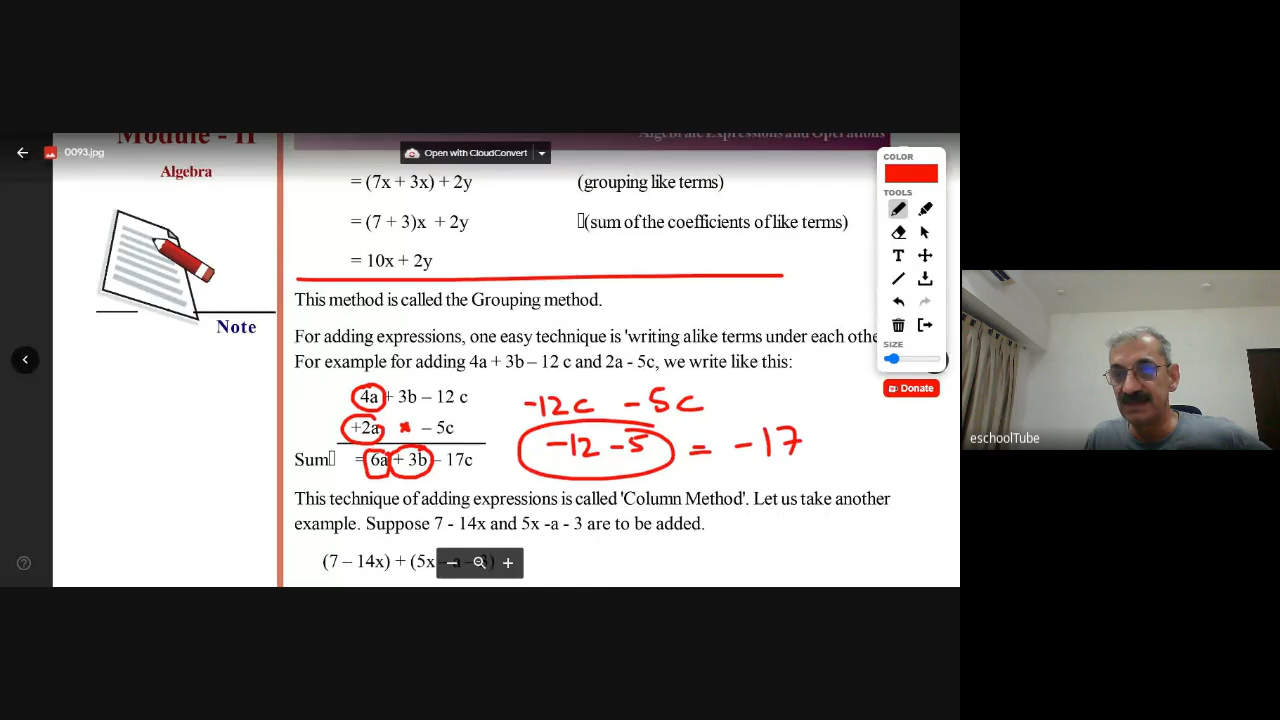 Module - II
Algebraic Expressions and Operations
0093.jpg
Open with CloudConvert
Algebra
Note
= (7x + 3x) + 2y (grouping like terms)
= (7 + 3)x + 2y (sum of the coefficients of like terms)
= 10x + 2y
This method is called the Grouping method.
For adding expressions, one easy technique is 'writing alike terms under each othe
For example for adding 4a + 3b – 12 c and 2a - 5c, we write like this:
4a + 3b – 12 c
+2a – 5c
Sum = 6a + 3b – 17c
-12c - 5c
-12 - 5 = -17
This technique of adding expressions is called 'Column Method'. Let us take another
example. Suppose 7 - 14x and 5x -a - 3 are to be added.
(7 – 14x) + (5x – a – 3)
COLOR
TOOLS
T
SIZE
Donate
eschoolTube